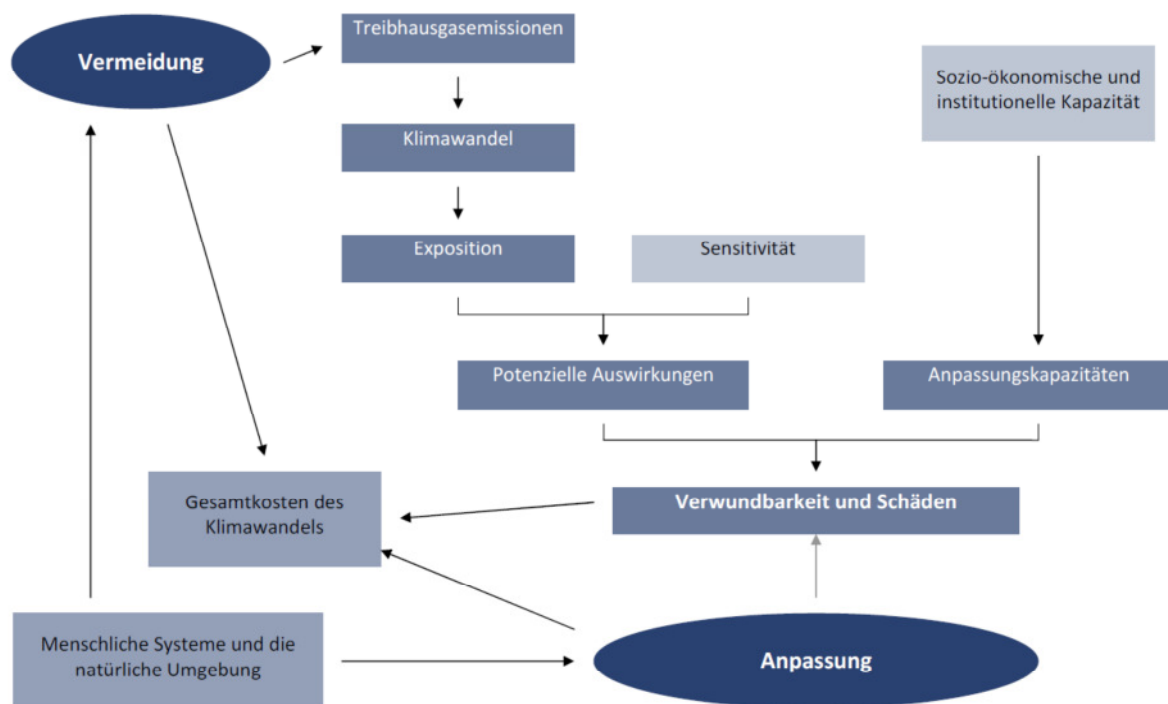 Treibhausgasemissionen
Vermeidung
Sozio-ökonomische und
institutionelle Kapazität
Klimawandel
Exposition
Sensitivität
Potenzielle Auswirkungen
Anpassungskapazitäten
Gesamtkosten des
Klimawandels
Verwundbarkeit und Schäden
Menschliche Systeme und die
natürliche Umgebung
Anpassung